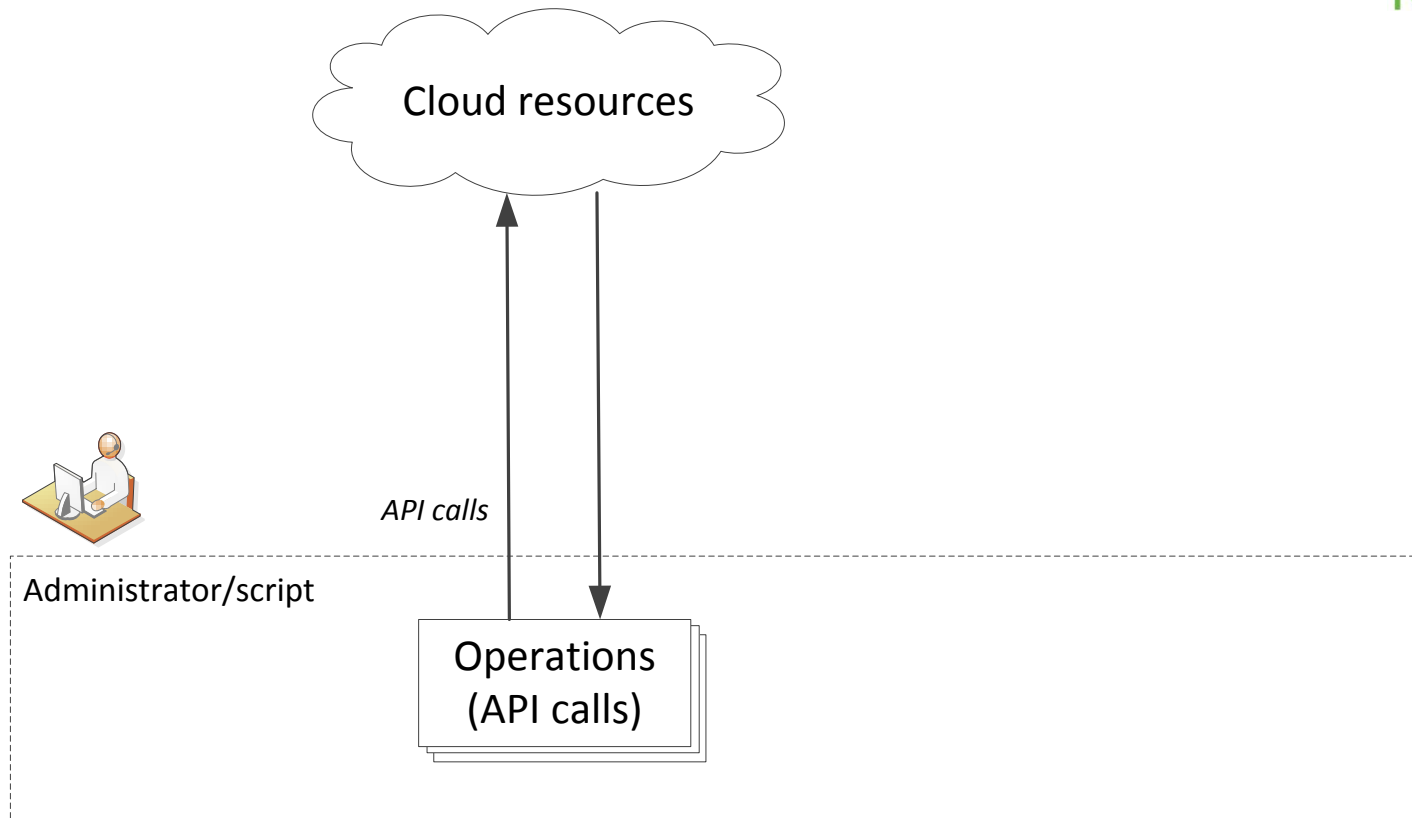 Cloud resources
API calls
Administrator/script
Operations
(API calls)